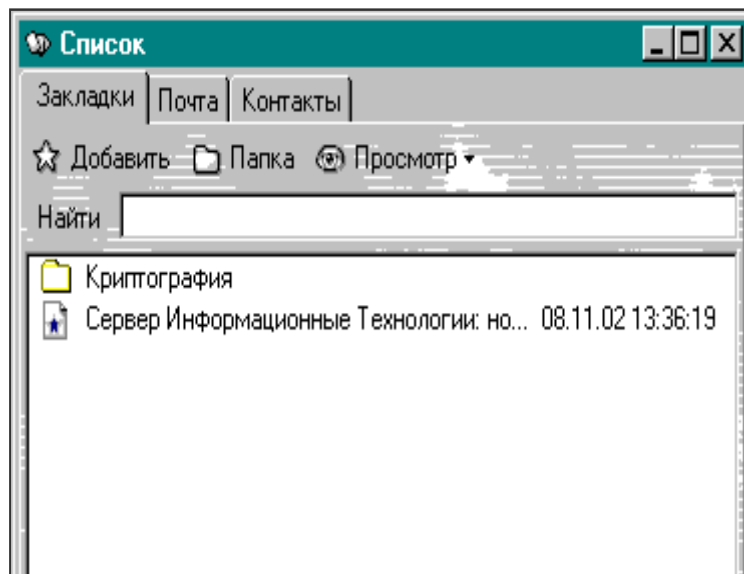 Список
Закладки Почта Контакты
Добавить Папка Просмотр
Найти
Криптография
Сервер Информационные Технологии: но... 08.11.02 13:36:19